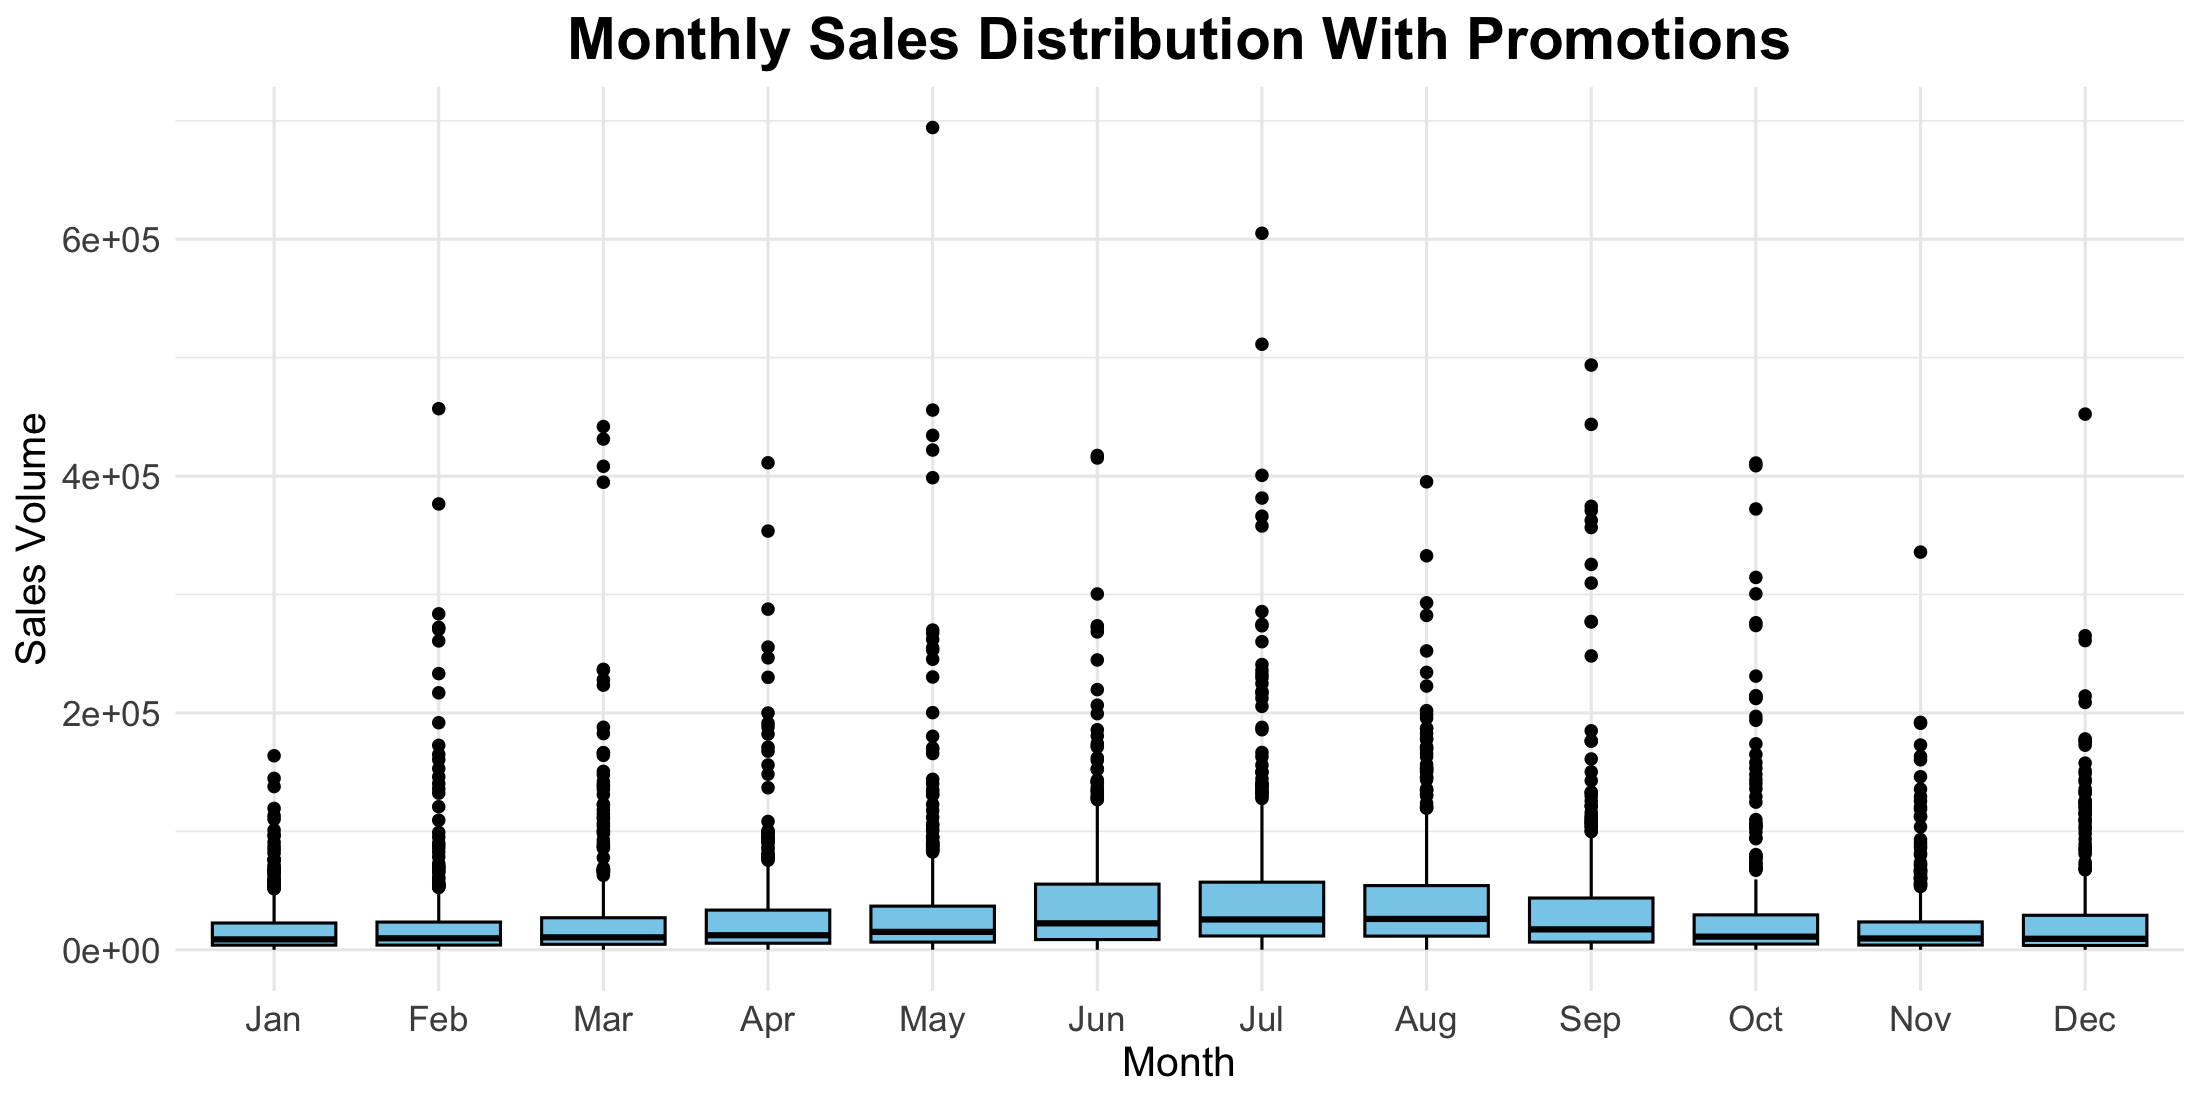 Monthly Sales Distribution With Promotions
Sales Volume
6e+05
4e+05
2e+05
0e+00
Jan Feb Mar Apr May Jun Jul Aug Sep Oct Nov Dec
Month